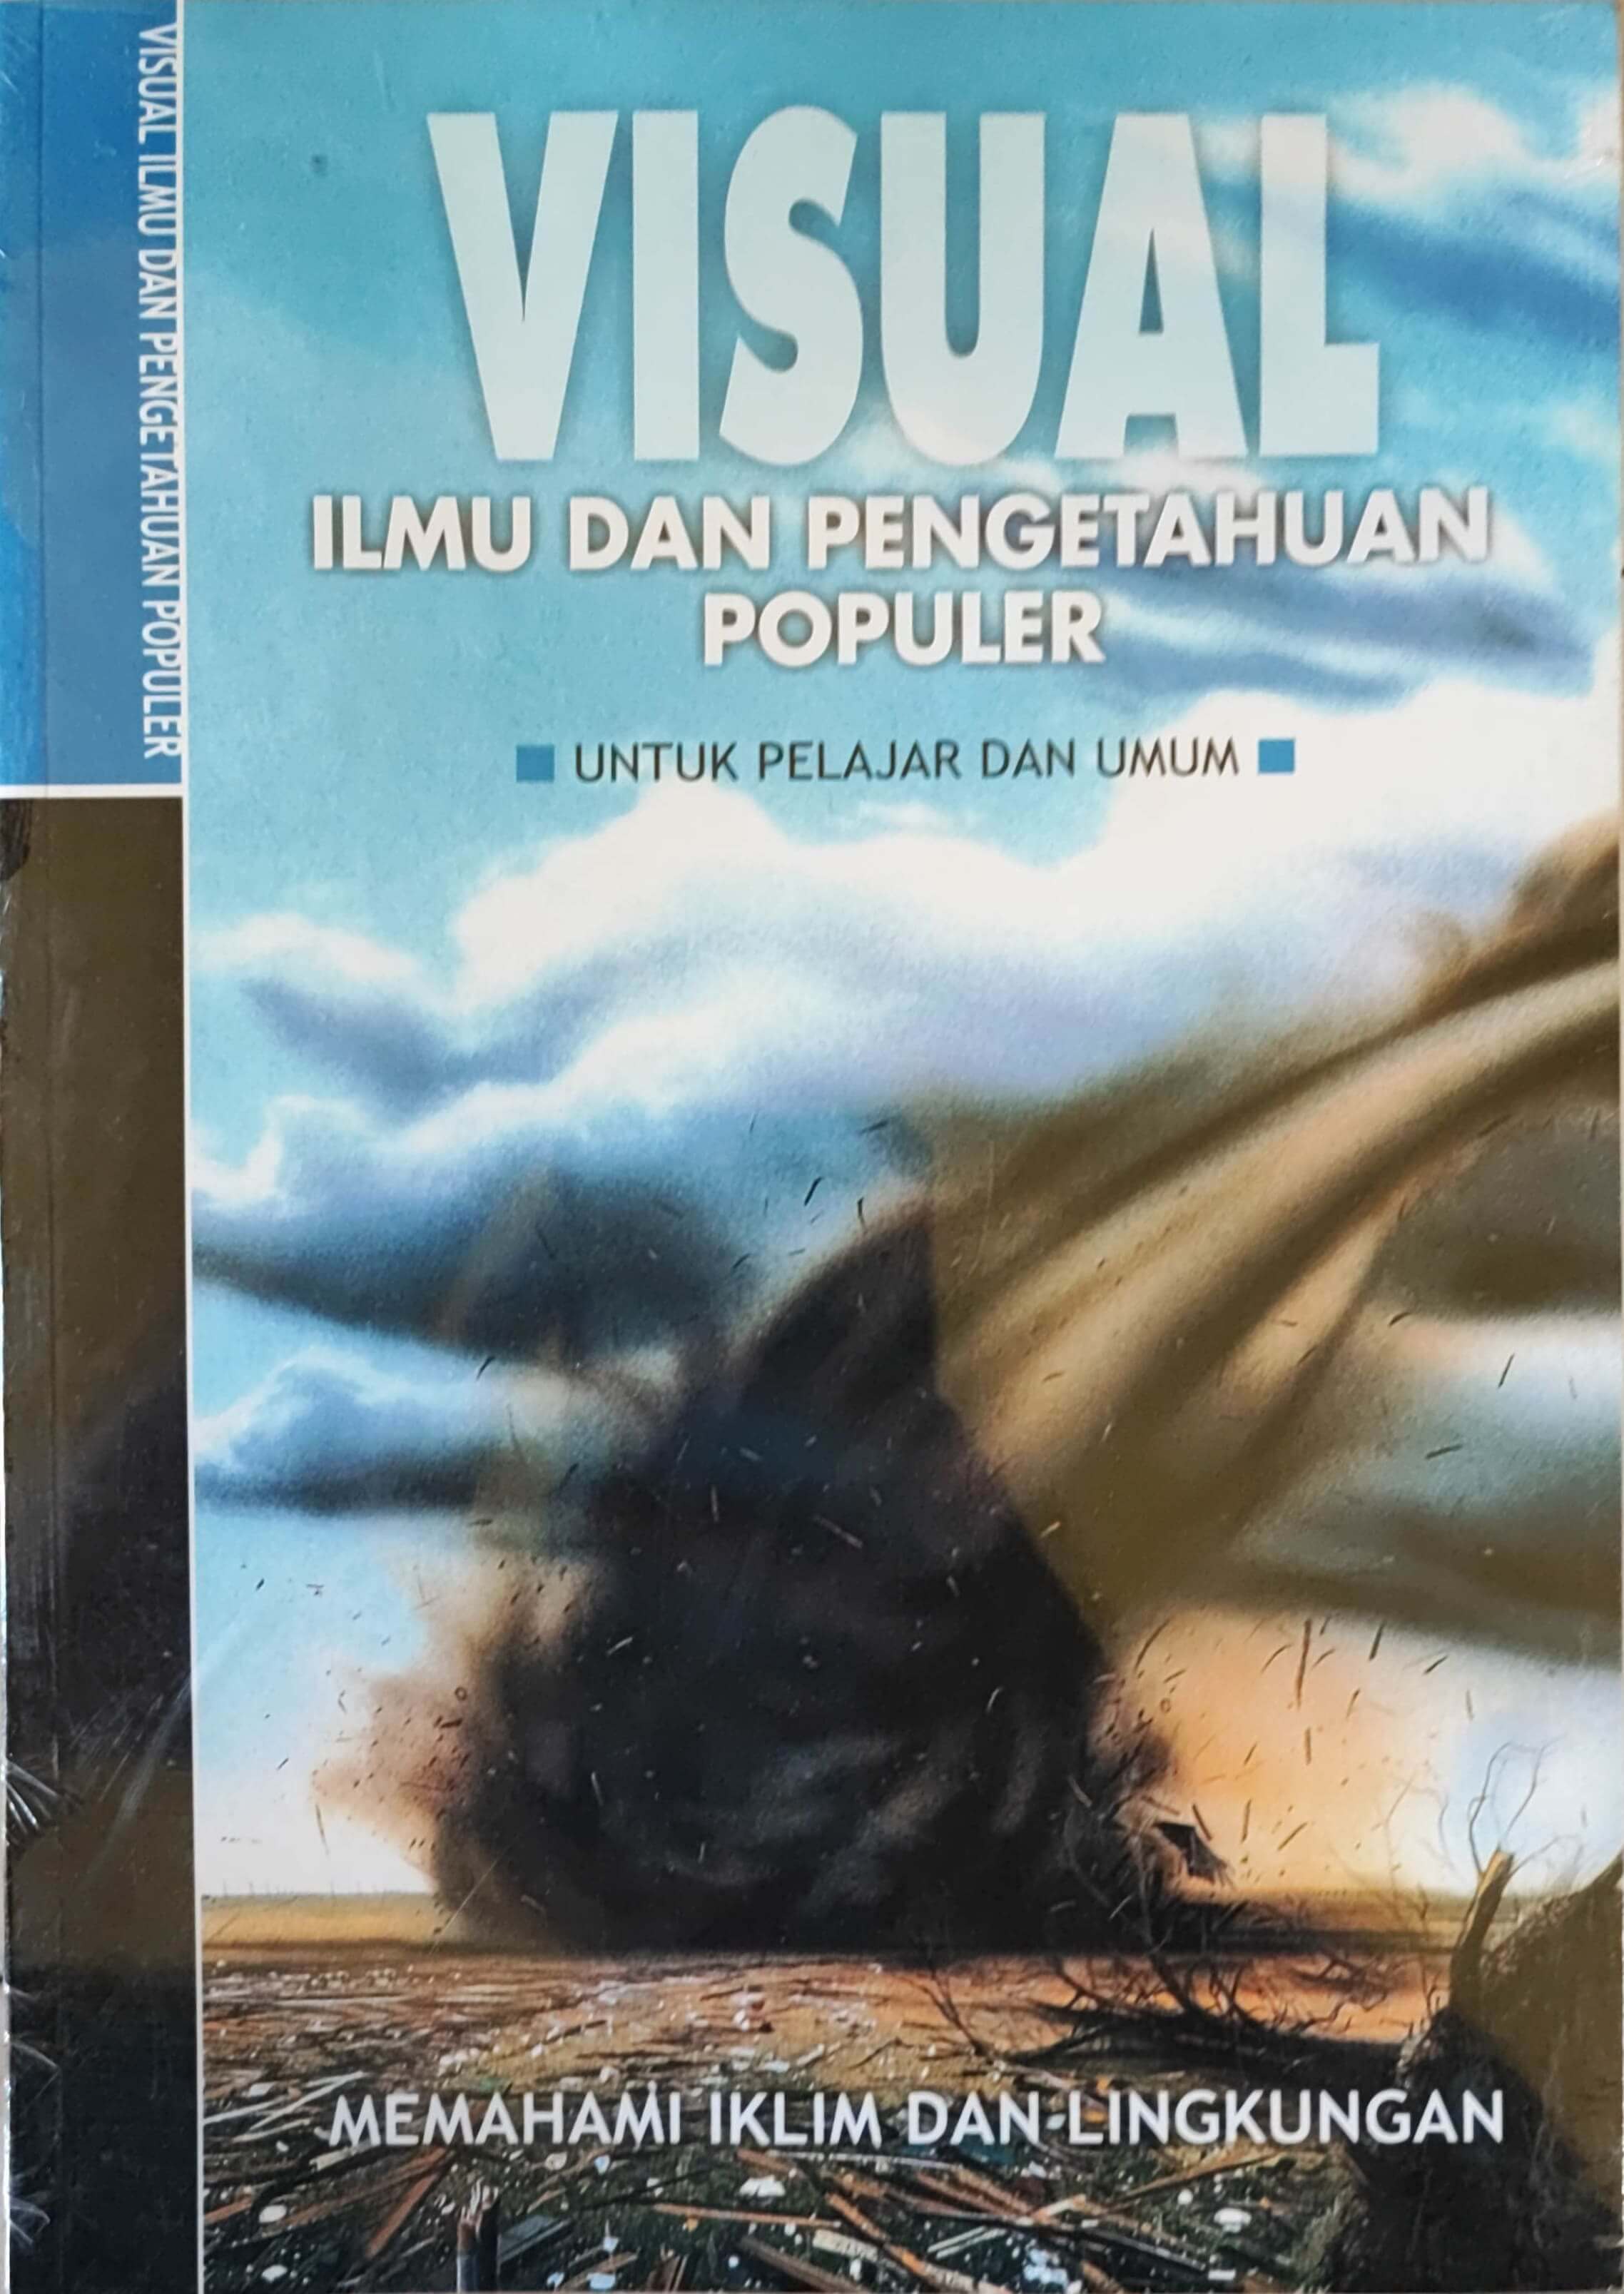 VISUAL ILMU DAN PENGETAHUAN POPULER
VISUAL
ILMU DAN PENGETAHUAN
POPULER
UNTUK PELAJAR DAN UMUM
MEMAHAMI IKLIM DAN LINGKUNGAN